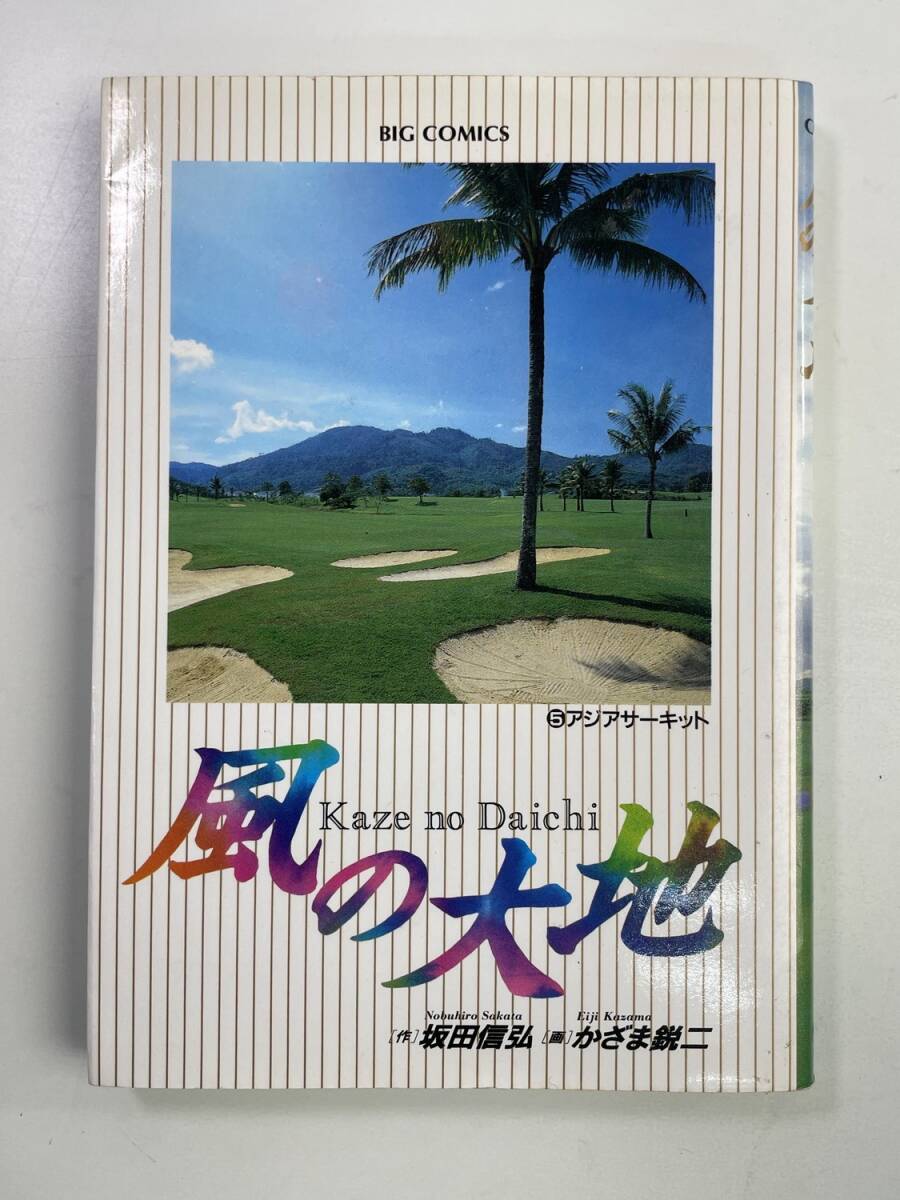 BIG COMICS
❺アジアサーキット
風の大地
Kaze no Daichi
Nobuhiro Sakata Eiji Kazama
[作]坂田信弘 [画]かざま鋭二